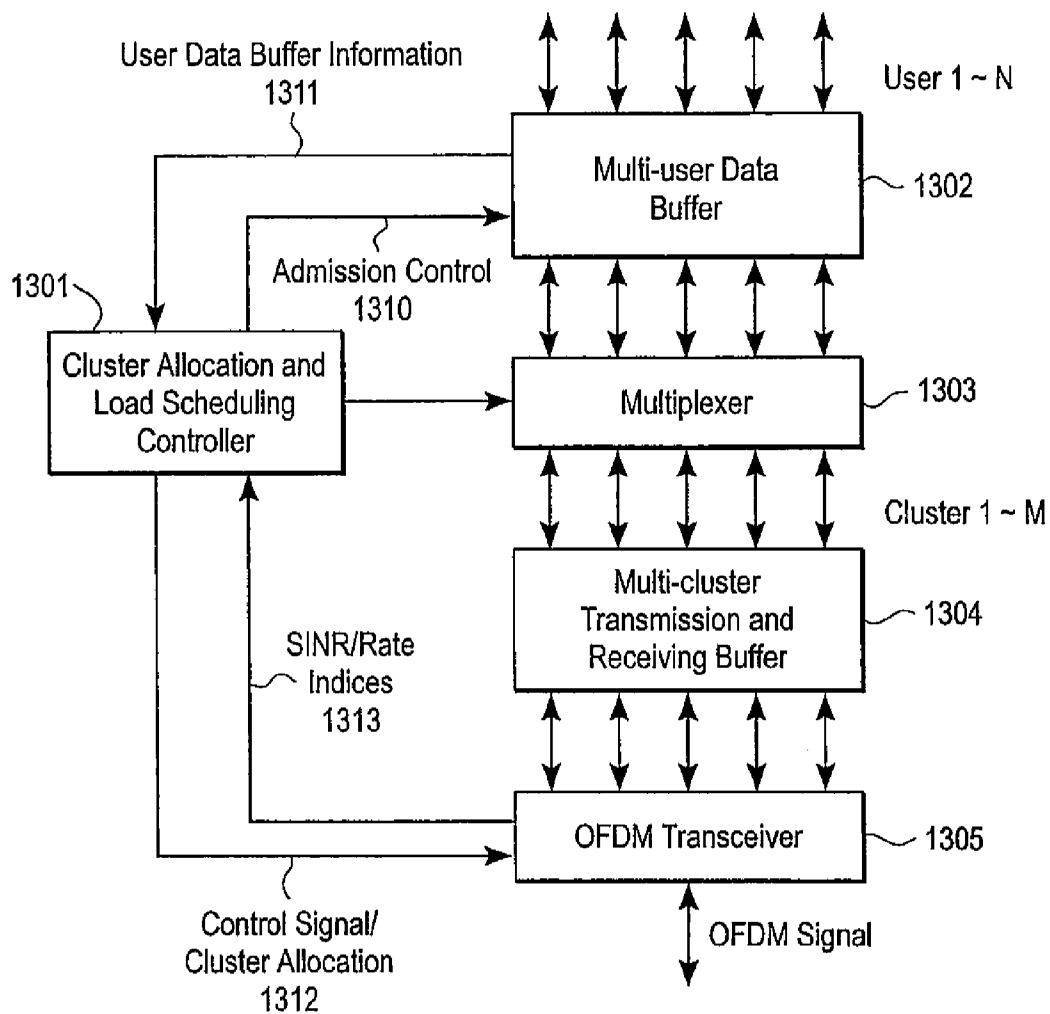 User Data Buffer Information
1311
User 1 ~ N
Multi-user Data
Buffer
1302
Admission Control
1310
1301
Cluster Allocation and
Load Scheduling
Controller
Multiplexer
1303
Cluster 1 ~ M
Multi-cluster
Transmission and
Receiving Buffer
1304
SINR/Rate
Indices
1313
OFDM Transceiver
1305
Control Signal/
Cluster Allocation
1312
OFDM Signal